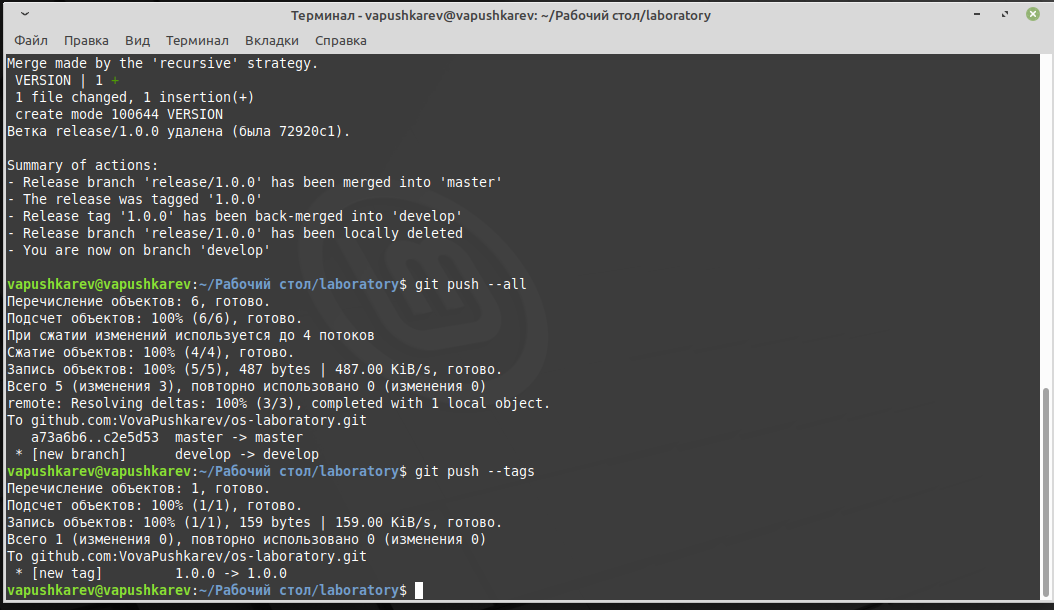 Терминал - vapushkarev@vapushkarev: ~/Рабочий стол/laboratory
Файл Правка Вид Терминал Вкладки Справка
Merge made by the 'recursive' strategy.
 VERSION | 1 +
 1 file changed, 1 insertion(+)
 create mode 100644 VERSION
Ветка release/1.0.0 удалена (была 72920c1).

Summary of actions:
- Release branch 'release/1.0.0' has been merged into 'master'
- The release was tagged '1.0.0'
- Release tag '1.0.0' has been back-merged into 'develop'
- Release branch 'release/1.0.0' has been locally deleted
- You are now on branch 'develop'

vapushkarev@vapushkarev:~/Рабочий стол/laboratory$ git push --all
Перечисление объектов: 6, готово.
Подсчет объектов: 100% (6/6), готово.
При сжатии изменений используется до 4 потоков
Сжатие объектов: 100% (4/4), готово.
Запись объектов: 100% (5/5), 487 bytes | 487.00 KiB/s, готово.
Всего 5 (изменения 3), повторно использовано 0 (изменения 0)
remote: Resolving deltas: 100% (3/3), completed with 1 local object.
To github.com:VovaPushkarev/os-laboratory.git
   a73a6b6..c2e5d53  master -> master
 * [new branch]      develop -> develop
vapushkarev@vapushkarev:~/Рабочий стол/laboratory$ git push --tags
Перечисление объектов: 1, готово.
Подсчет объектов: 100% (1/1), готово.
Запись объектов: 100% (1/1), 159 bytes | 159.00 KiB/s, готово.
Всего 1 (изменения 0), повторно использовано 0 (изменения 0)
To github.com:VovaPushkarev/os-laboratory.git
 * [new tag]         1.0.0 -> 1.0.0
vapushkarev@vapushkarev:~/Рабочий стол/laboratory$